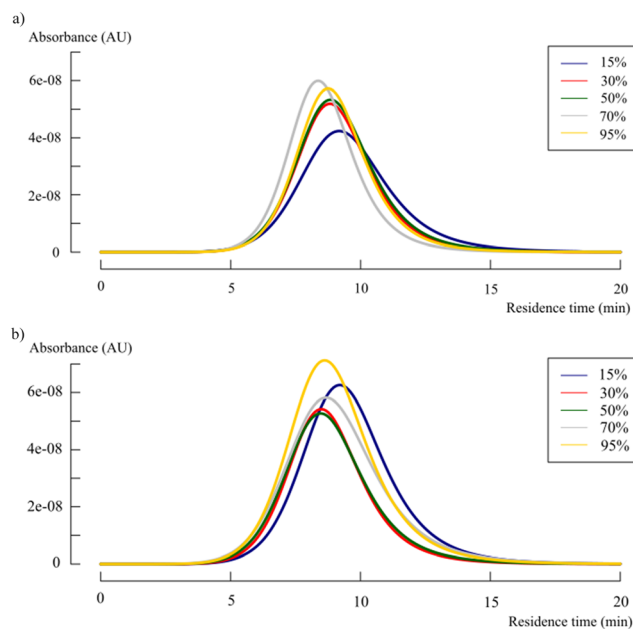 a)
Absorbance (AU)
6e-08
4e-08
2e-08
0
0 5 10 15 20
Residence time (min)
15%
30%
50%
70%
95%
b)
Absorbance (AU)
6e-08
4e-08
2e-08
0
0 5 10 15 20
Residence time (min)
15%
30%
50%
70%
95%